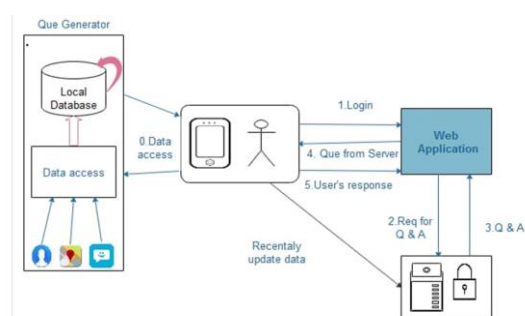 Que Generator
Local
Database
Data access
0.Data
access
1.Login
4. Que from Server
5.User's response
Web
Application
2.Req for
Q & A
3.Q & A
Recentaly
update data